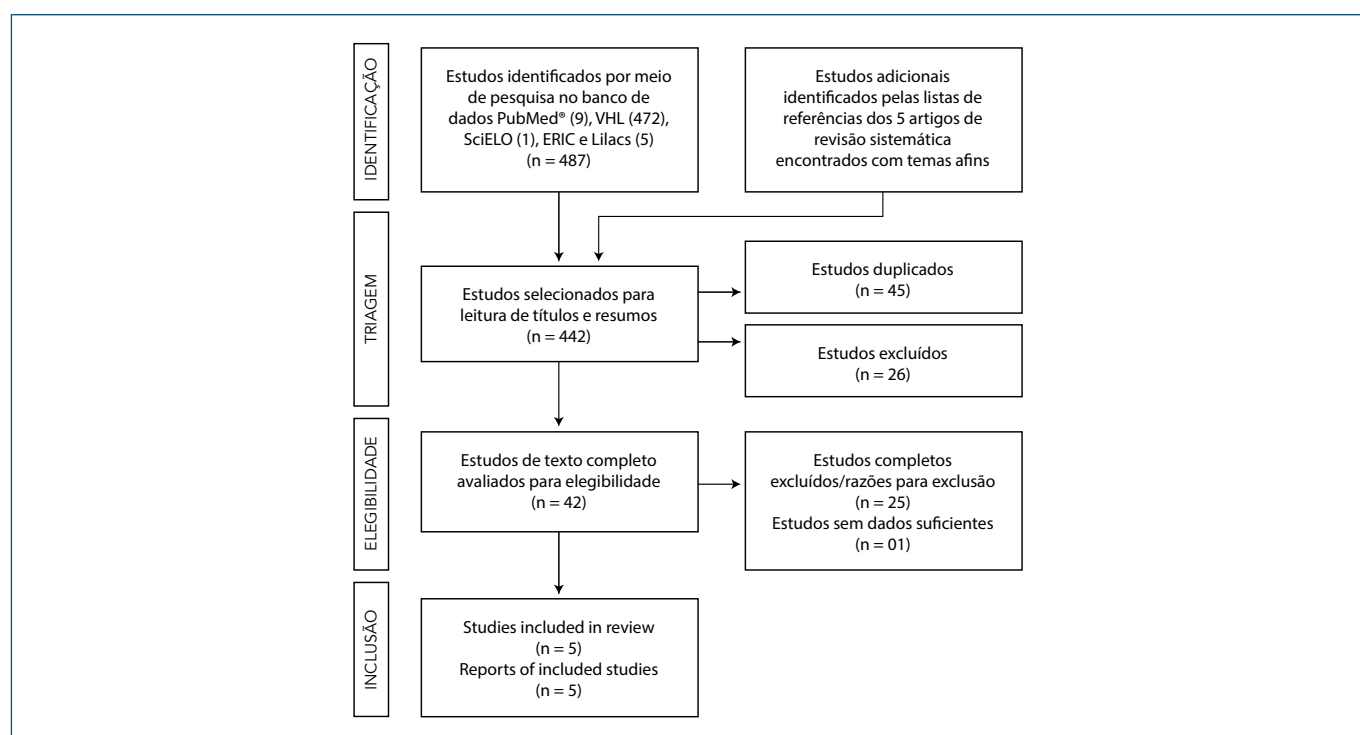 IDENTIFICAÇÃO
Estudos identificados por meio
de pesquisa no banco de
dados PubMed® (9), VHL (472),
SciELO (1), ERIC e Lilacs (5)
(n = 487)
Estudos adicionais
identificados pelas listas de
referências dos 5 artigos de
revisão sistemática
encontrados com temas afins
TRIAGEM
Estudos selecionados para
leitura de títulos e resumos
(n = 442)
Estudos duplicados
(n = 45)
Estudos excluídos
(n = 26)
ELEGIBILIDADE
Estudos de texto completo
avaliados para elegibilidade
(n = 42)
Estudos completos
excluídos/razões para exclusão
(n = 25)
Estudos sem dados suficientes
(n = 01)
INCLUSÃO
Studies included in review
(n = 5)
Reports of included studies
(n = 5)